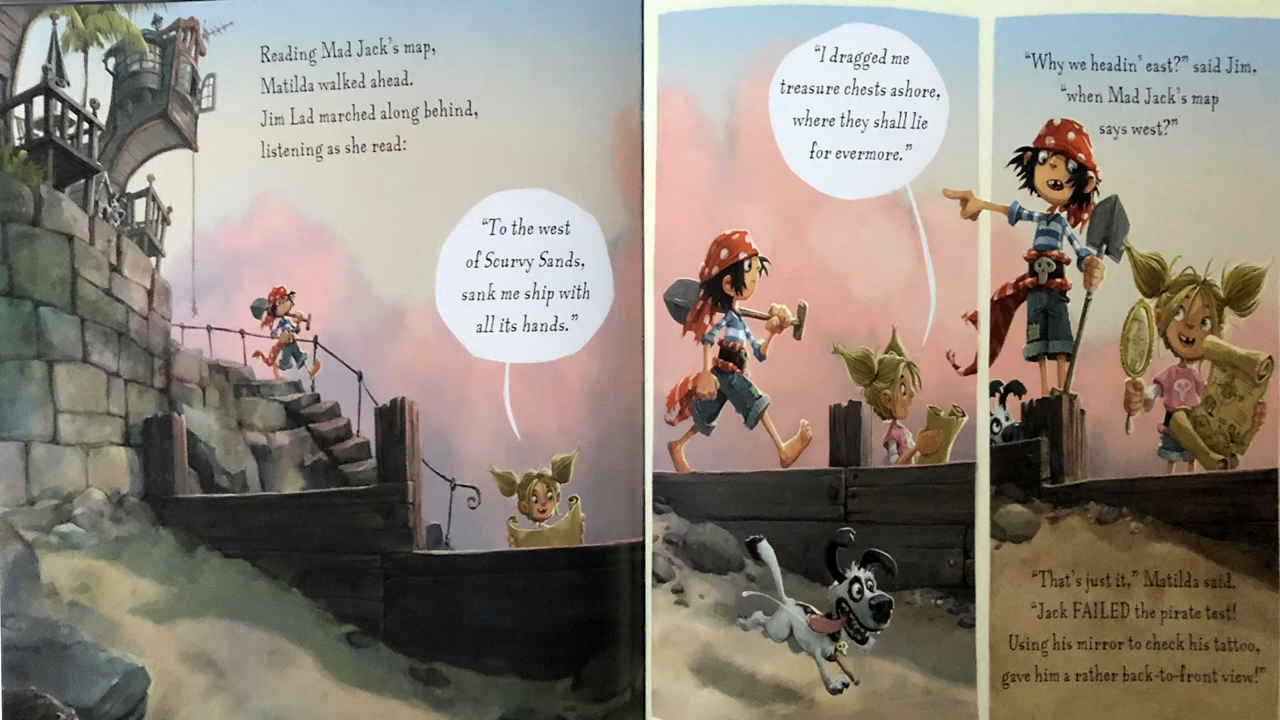 Reading Mad Jack's map,
Matilda walked ahead.
Jim Lad marched along behind,
listening as she read:
"To the west
of Scurvy Sands,
sank me ship with
all its hands."
"I dragged me
treasure chests ashore,
where they shall lie
for evermore."
"Why we headin' east?" said Jim,
"when Mad Jack's map
says west?"
"That's just it," Matilda said.
"Jack FAILED the pirate test!
Using his mirror to check his tattoo,
gave him a rather back-to-front view!"